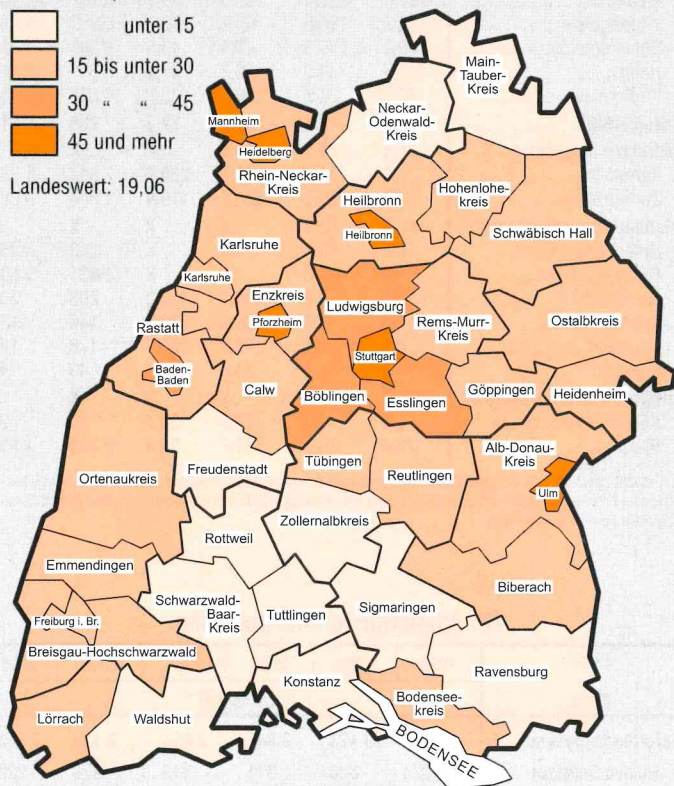 unter 15
15 bis unter 30
30 “ “ 45
45 und mehr
Landeswert: 19,06
Main-
Tauber-
Kreis
Neckar-
Odenwald-
Kreis
Mannheim
Heidelberg
Rhein-Neckar-
Kreis
Hohenlohe-
kreis
Heilbronn
Heilbronn
Schwäbisch Hall
Karlsruhe
Karlsruhe
Enzkreis
Pforzheim
Ludwigsburg
Rems-Murr-
Kreis
Ostalbkreis
Rastatt
Baden-
Baden
Stuttgart
Calw
Böblingen
Esslingen
Göppingen
Heidenheim
Freudenstadt
Tübingen
Reutlingen
Alb-Donau-
Kreis
Ulm
Ortenaukreis
Zollernalbkreis
Rottweil
Emmendingen
Biberach
Schwarzwald-
Baar-
Kreis
Tuttlingen
Sigmaringen
Freiburg i. Br.
Breisgau-Hochschwarzwald
Konstanz
Ravensburg
Bodensee-
kreis
Lörrach
Waldshut
BODENSEE